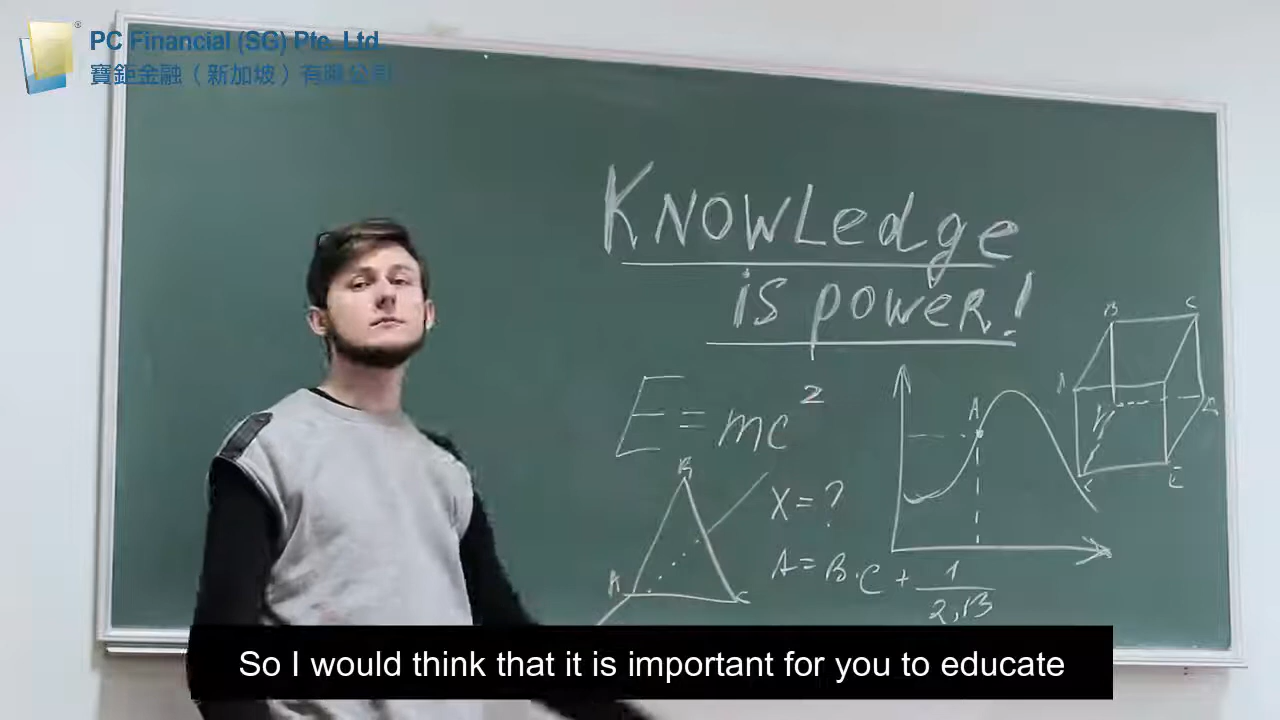 PC Financial (SG) Pte. Ltd.
寶鉅金融（新加坡）有限公司
Knowledge
is power!
E = mc²
B
A
C
X = ?
A = B · C + 1/2,13
A
B
C
A
E
So I would think that it is important for you to educate